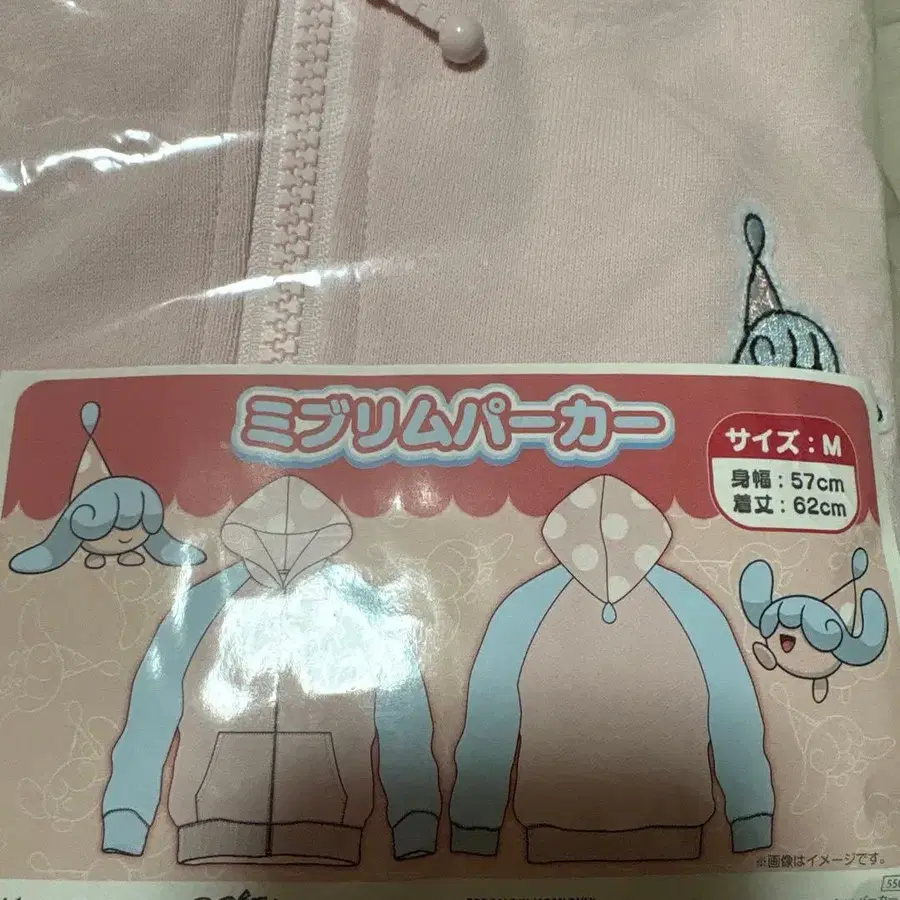 ミブリムパーカー
サイズ：M
身幅：57cm
着丈：62cm
※画像はイメージです。